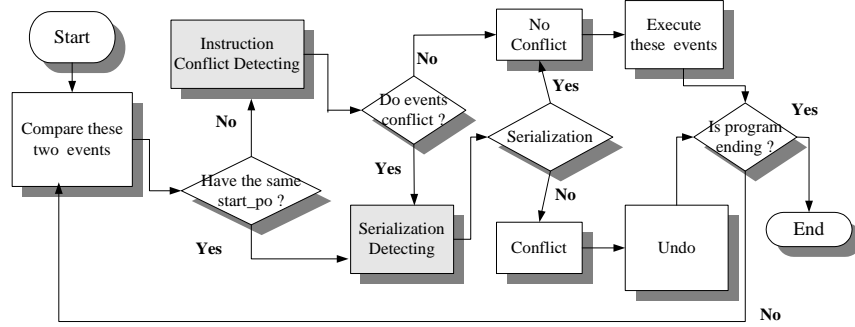 Start
Compare these
two events
No
Instruction
Conflict Detecting
Have the same
start_po ?
Yes
No
Do events
conflict ?
Yes
Serialization
Detecting
No
Conflict
Yes
Serialization
No
Conflict
Execute
these events
Undo
Is program
ending ?
Yes
End
No